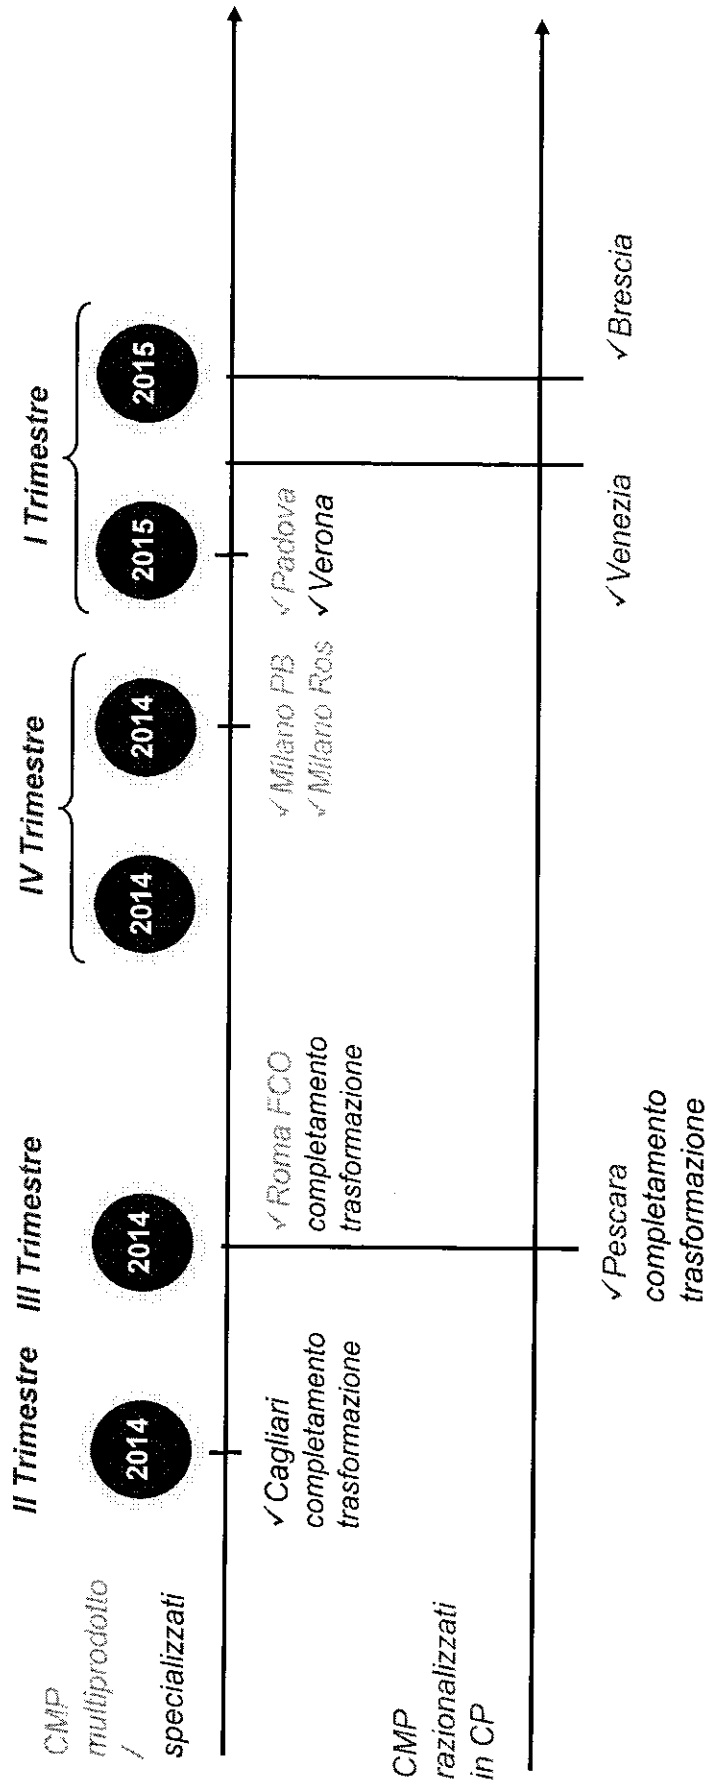 II Trimestre
III Trimestre
IV Trimestre
I Trimestre
2014
2014
2014
2014
2015
2015
CMP
multiprodotto
/
specializzati
✓Cagliari
completamento
trasformazione
✓Roma FCO
completamento
trasformazione
✓Milano PB
✓Milano Ros
✓Padova
✓Verona
CMP
razionalizzati
in CP
✓Pescara
completamento
trasformazione
✓Venezia
✓Brescia